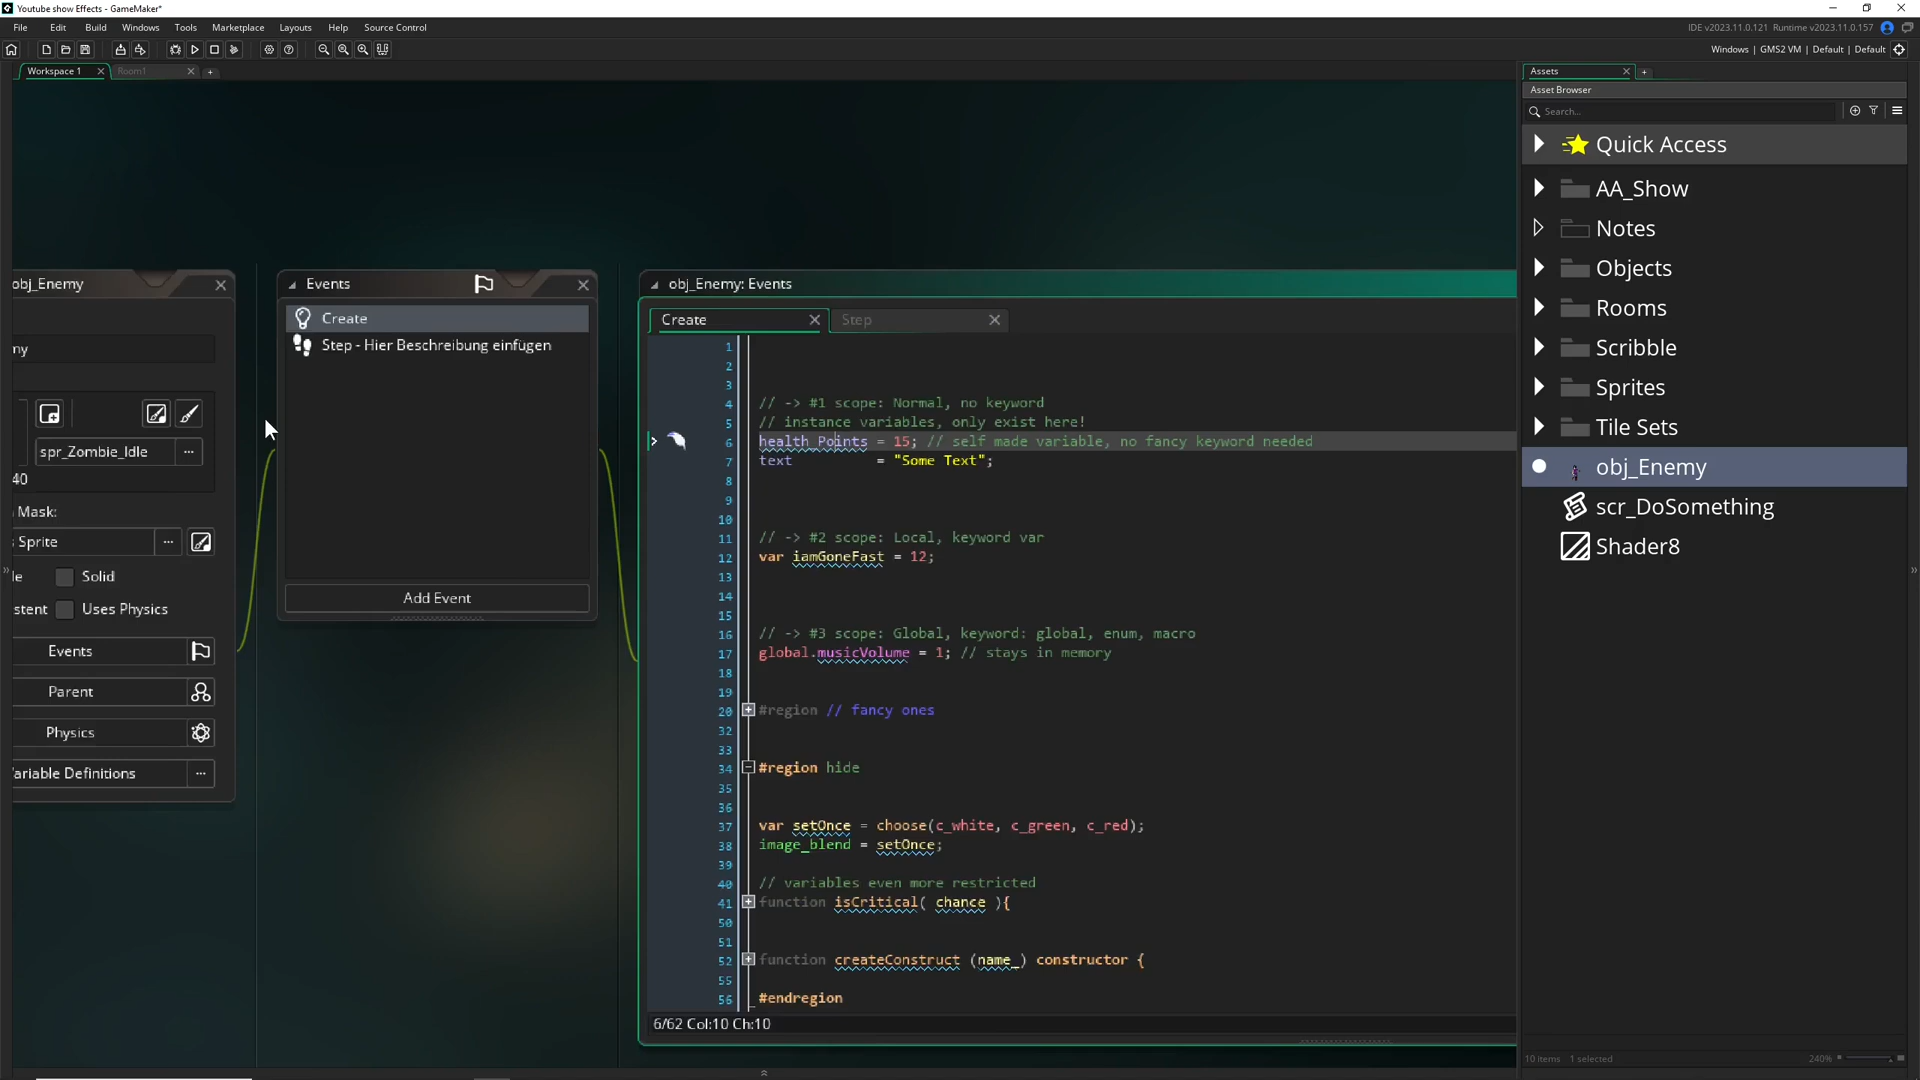 Youtube show Effects - GameMaker*
File Edit Build Windows Tools Marketplace Layouts Help Source Control
IDE v2023.11.0.121 Runtime v2023.11.0.157
Windows | GMS2 VM | Default | Default
Workspace 1
Room1
Assets
Asset Browser
Search...
Quick Access
AA_Show
Notes
Objects
Rooms
Scribble
Sprites
Tile Sets
obj_Enemy
scr_DoSomething
Shader8
10 items 1 selected
240%
obj_Enemy
my
spr_Zombie_Idle
40
Mask:
Sprite
Solid
stent
Uses Physics
Events
Parent
Physics
ariable Definitions
Events
Create
Step - Hier Beschreibung einfügen
Add Event
obj_Enemy: Events
Create
Step
1
2
3
4 // -> #1 scope: Normal, no keyword
5 // instance variables, only exist here!
6 health_Points = 15; // self made variable, no fancy keyword needed
7 text = "Some Text";
8
9
10
11 // -> #2 scope: Local, keyword var
12 var iamGoneFast = 12;
13
14
15
16 // -> #3 scope: Global, keyword: global, enum, macro
17 global.musicVolume = 1; // stays in memory
18
19
20 #region // fancy ones
32
33
34 #region hide
35
36
37 var setOnce = choose(c_white, c_green, c_red);
38 image_blend = setOnce;
39
40 // variables even more restricted
41 function isCritical( chance ){
50
51
52 function createConstruct (name_) constructor {
55
56 #endregion
6/62 Col:10 Ch:10